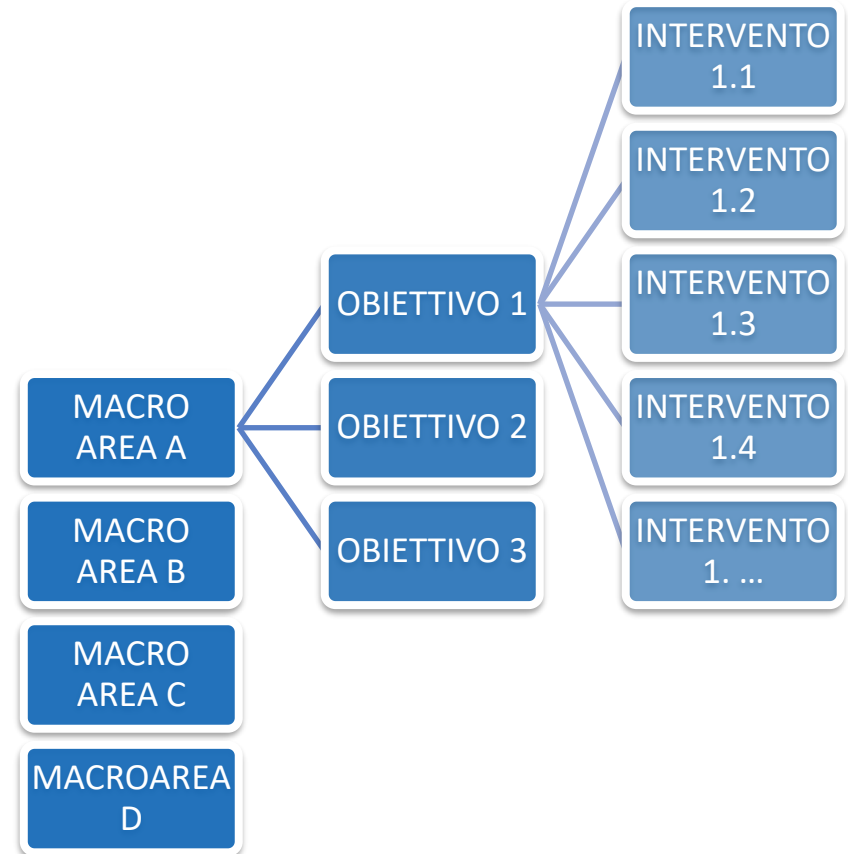 MACRO
AREA A
MACRO
AREA B
MACRO
AREA C
MACROAREA
D
OBIETTIVO 1
OBIETTIVO 2
OBIETTIVO 3
INTERVENTO
1.1
INTERVENTO
1.2
INTERVENTO
1.3
INTERVENTO
1.4
INTERVENTO
1. …